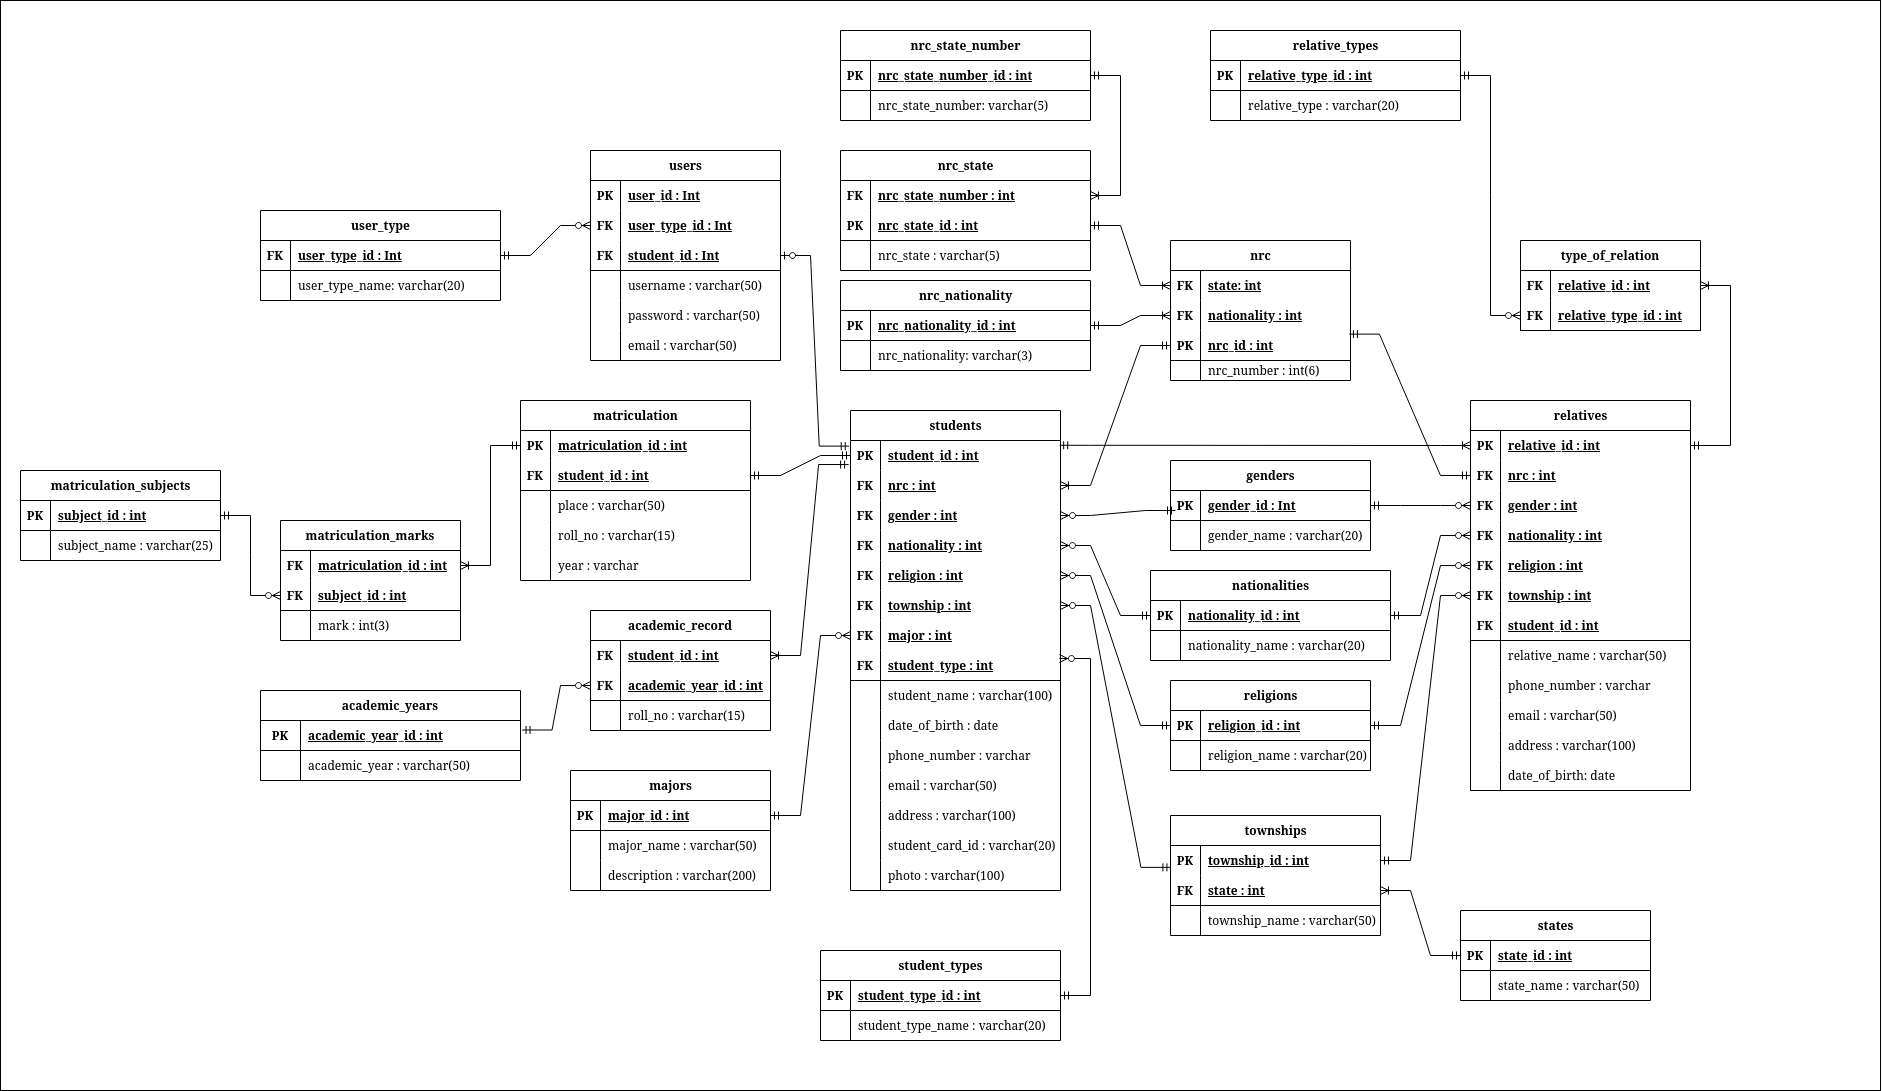 nrc_state_number
PK nrc_state_number_id : int
nrc_state_number: varchar(5)
relative_types
PK relative_type_id : int
relative_type : varchar(20)
users
PK user_id : Int
FK user_type_id : Int
FK student_id : Int
username : varchar(50)
password : varchar(50)
email : varchar(50)
nrc_state
FK nrc_state_number : int
PK nrc_state_id : int
nrc_state : varchar(5)
user_type
FK user_type_id : Int
user_type_name: varchar(20)
nrc
FK state: int
FK nationality : int
PK nrc_id : int
nrc_number : int(6)
type_of_relation
FK relative_id : int
FK relative_type_id : int
nrc_nationality
PK nrc_nationality_id : int
nrc_nationality: varchar(3)
matriculation
PK matriculation_id : int
FK student_id : int
place : varchar(50)
roll_no : varchar(15)
year : varchar
students
PK student_id : int
FK nrc : int
FK gender : int
FK nationality : int
FK religion : int
FK township : int
FK major : int
FK student_type : int
student_name : varchar(100)
date_of_birth : date
phone_number : varchar
email : varchar(50)
address : varchar(100)
student_card_id : varchar(20)
photo : varchar(100)
relatives
PK relative_id : int
FK nrc : int
FK gender : int
FK nationality : int
FK religion : int
FK township : int
FK student_id : int
relative_name : varchar(50)
phone_number : varchar
email : varchar(50)
address : varchar(100)
date_of_birth: date
genders
PK gender_id : Int
gender_name : varchar(20)
matriculation_subjects
PK subject_id : int
subject_name : varchar(25)
matriculation_marks
FK matriculation_id : int
FK subject_id : int
mark : int(3)
nationalities
PK nationality_id : int
nationality_name : varchar(20)
academic_record
FK student_id : int
FK academic_year_id : int
roll_no : varchar(15)
religions
PK religion_id : int
religion_name : varchar(20)
academic_years
PK academic_year_id : int
academic_year : varchar(50)
majors
PK major_id : int
major_name : varchar(50)
description : varchar(200)
townships
PK township_id : int
FK state : int
township_name : varchar(50)
states
PK state_id : int
state_name : varchar(50)
student_types
PK student_type_id : int
student_type_name : varchar(20)